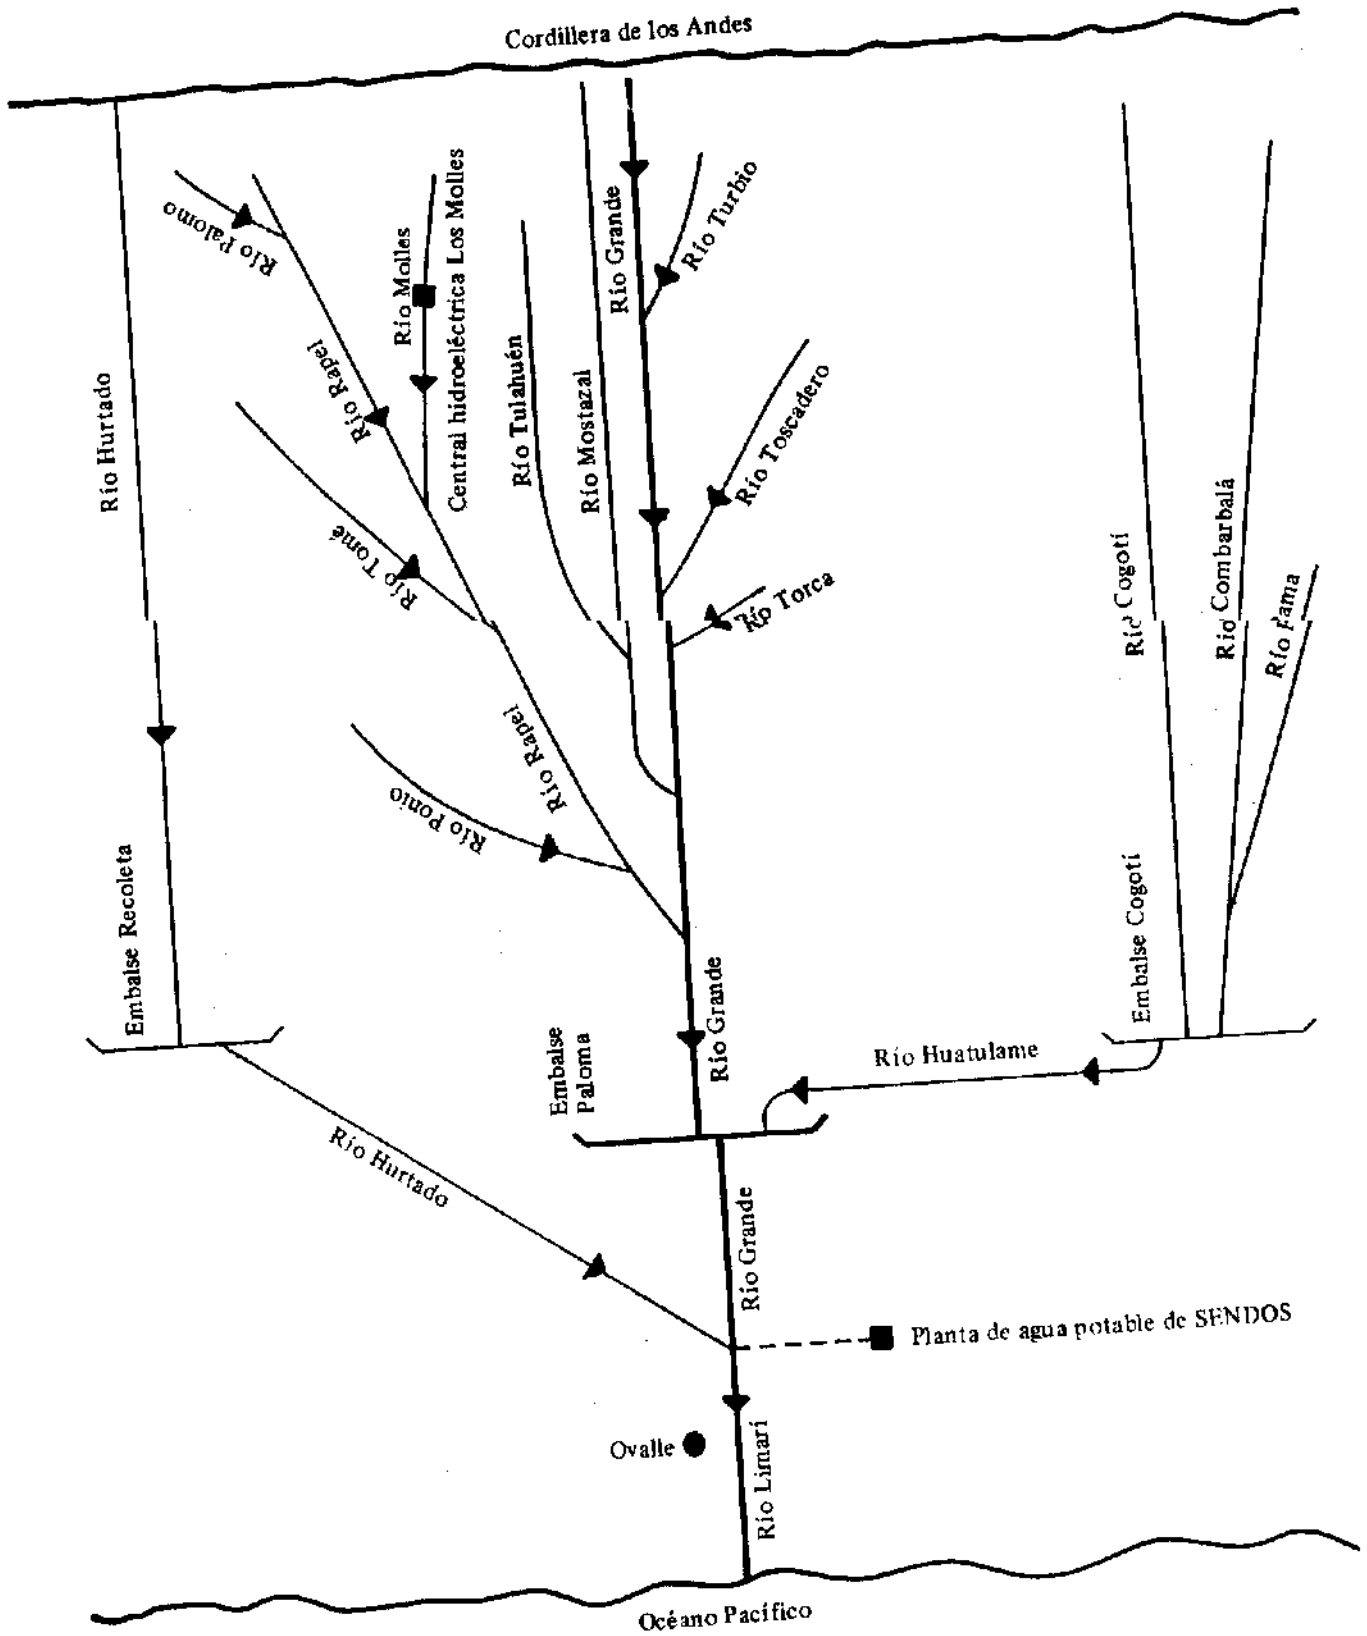 Cordillera de los Andes
Río Hurtado
Río Palomo
Río Rapel
Río Molles
Central hidroeléctrica Los Molles
Río Tulahuén
Río Mostazal
Río Grande
Río Turbio
Río Toscadero
Río Torca
Río Tomé
Río Cogotí
Río Combarbalá
Río Pama
Río Rapel
Río Ponio
Embalse Recoleta
Embalse
Paloma
Río Grande
Embalse Cogotí
Río Huatulame
Río Hurtado
Río Grande
Planta de agua potable de SENDOS
Ovalle
Río Limarí
Océano Pacífico